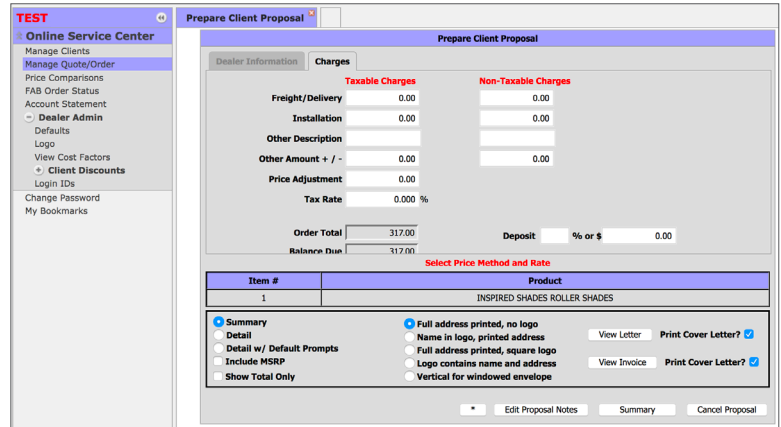 TEST
Online Service Center
Manage Clients
Manage Quote/Order
Price Comparisons
FAB Order Status
Account Statement
Dealer Admin
Defaults
Logo
View Cost Factors
Client Discounts
Login IDs
Change Password
My Bookmarks
Prepare Client Proposal
Prepare Client Proposal
Dealer Information Charges
Taxable Charges Non-Taxable Charges
Freight/Delivery 0.00 0.00
Installation 0.00 0.00
Other Description
Other Amount + / - 0.00 0.00
Price Adjustment 0.00
Tax Rate 0.000 %
Order Total 317.00 Deposit % or $ 0.00
Balance Due 317.00
Select Price Method and Rate
Item # Product
1 INSPIRED SHADES ROLLER SHADES
Summary Full address printed, no logo
Detail Name in logo, printed address View Letter Print Cover Letter?
Detail w/ Default Prompts Full address printed, square logo
Include MSRP Logo contains name and address View Invoice Print Cover Letter?
Show Total Only Vertical for windowed envelope
* Edit Proposal Notes Summary Cancel Proposal